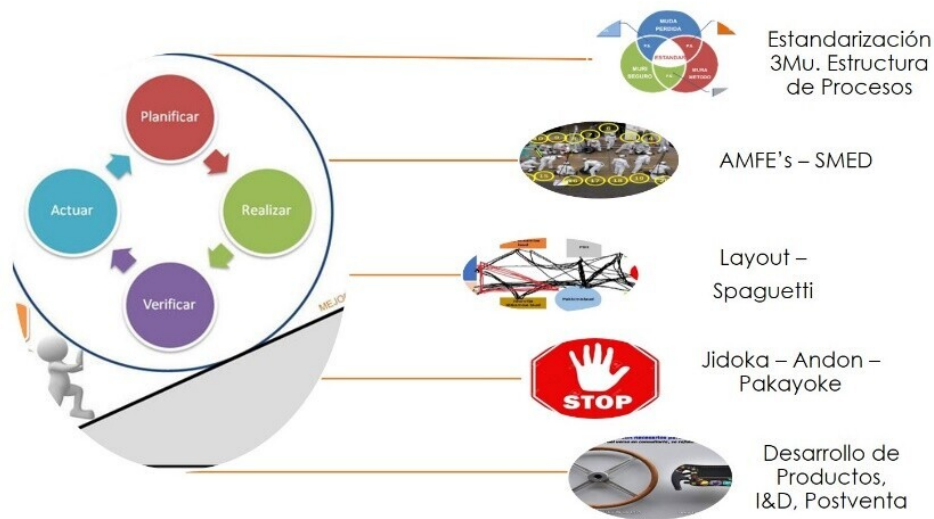 Planificar
Realizar
Verificar
Actuar
MUDA
PERDIDA
ESTANDAR
MURI
SEGURO
MURA
METODO
Estandarización
3Mu. Estructura
de Procesos
AMFE's – SMED
Layout –
Spaguetti
STOP
Jidoka – Andon –
Pakayoke
Desarrollo de
Productos,
I&D, Postventa